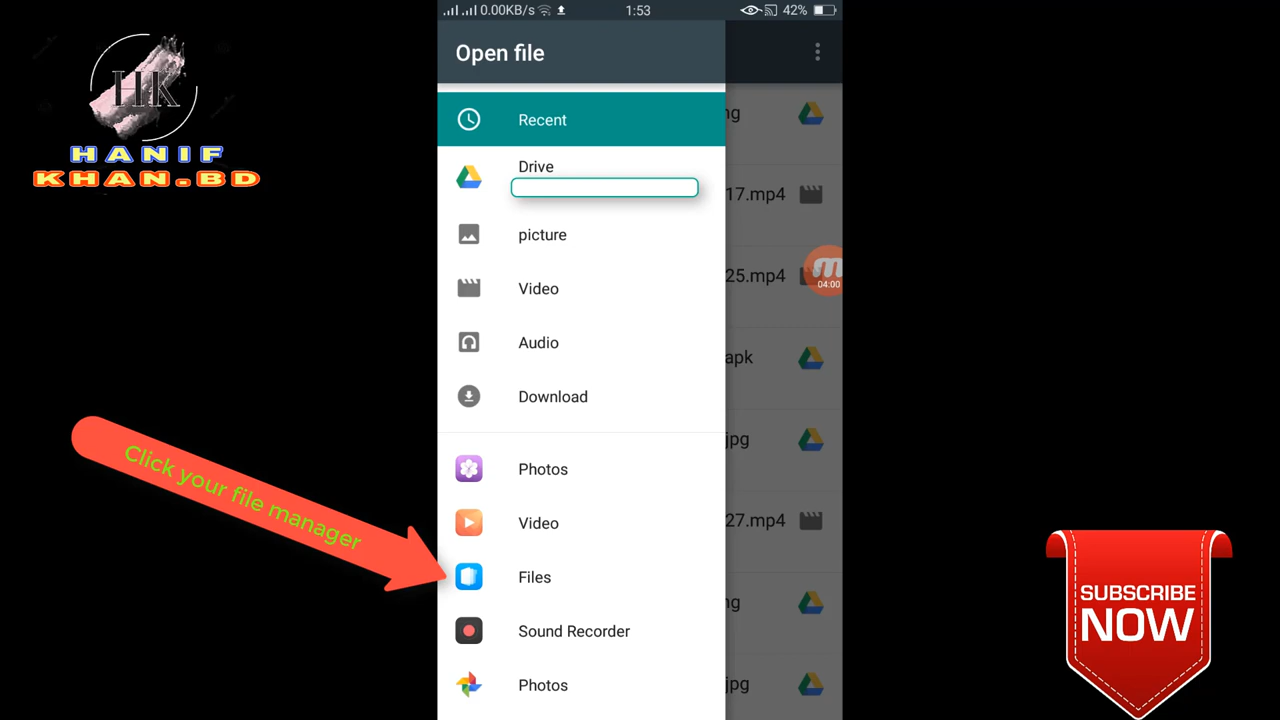 0.00KB/s
1:53
42%
HK
HANIF
KHAN.BD
Open file
Recent
Drive
picture
Video
Audio
Download
Photos
Video
Files
Sound Recorder
Photos
ng
17.mp4
25.mp4
04:00
apk
jpg
27.mp4
ng
jpg
Click your file manager
SUBSCRIBE
NOW